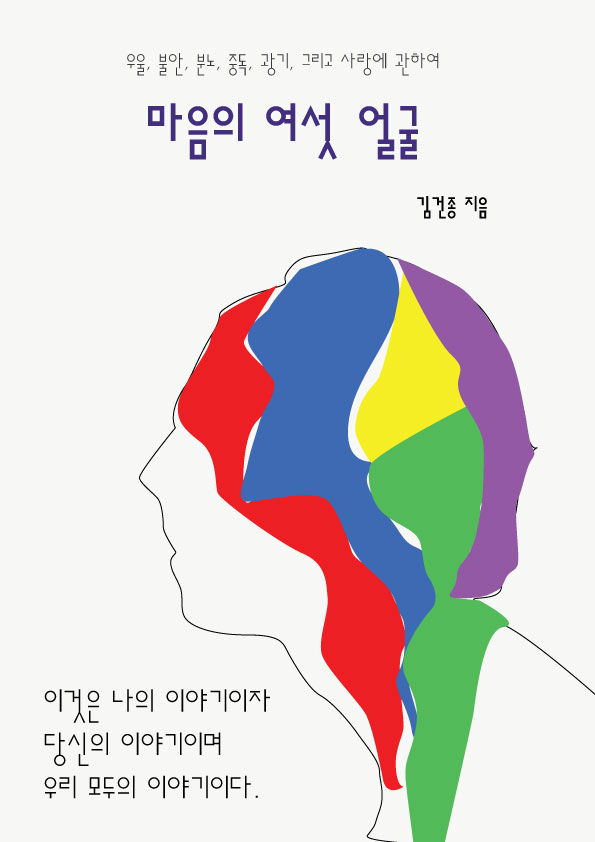 우울, 불안, 분노, 중독, 광기, 그리고 사랑에 관하여
마음의 여섯 얼굴
김건종 지음
이것은 나의 이야기이자
당신의 이야기이며
우리 모두의 이야기이다.